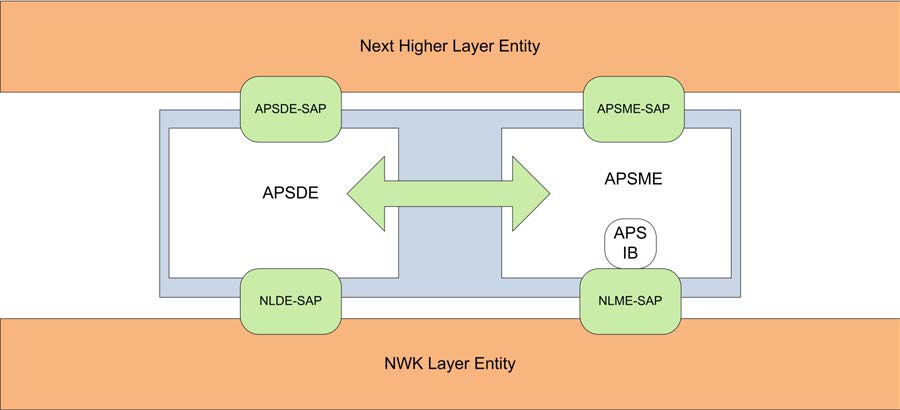 Next Higher Layer Entity
APSDE-SAP
APSME-SAP
APSDE
APSME
APS
IB
NLDE-SAP
NLME-SAP
NWK Layer Entity